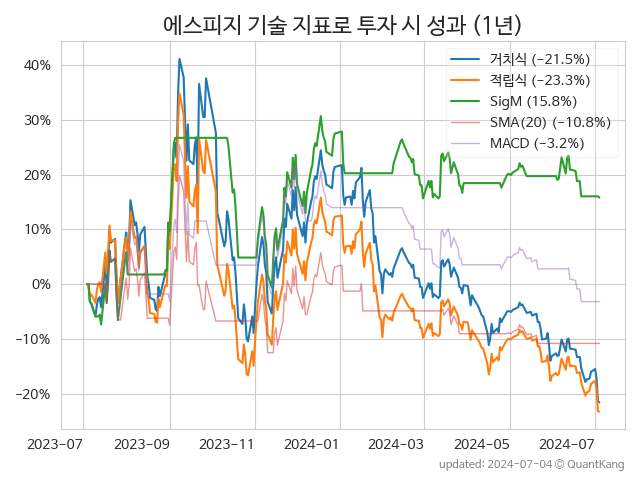 에스피지 기술 지표로 투자 시 성과 (1년)
거치식 (−21.5%)
적립식 (−23.3%)
SigM (15.8%)
SMA(20) (−10.8%)
MACD (−3.2%)
40%
30%
20%
10%
0%
−10%
−20%
2023-07
2023-09
2023-11
2024-01
2024-03
2024-05
2024-07
updated: 2024-07-04 © QuantKang